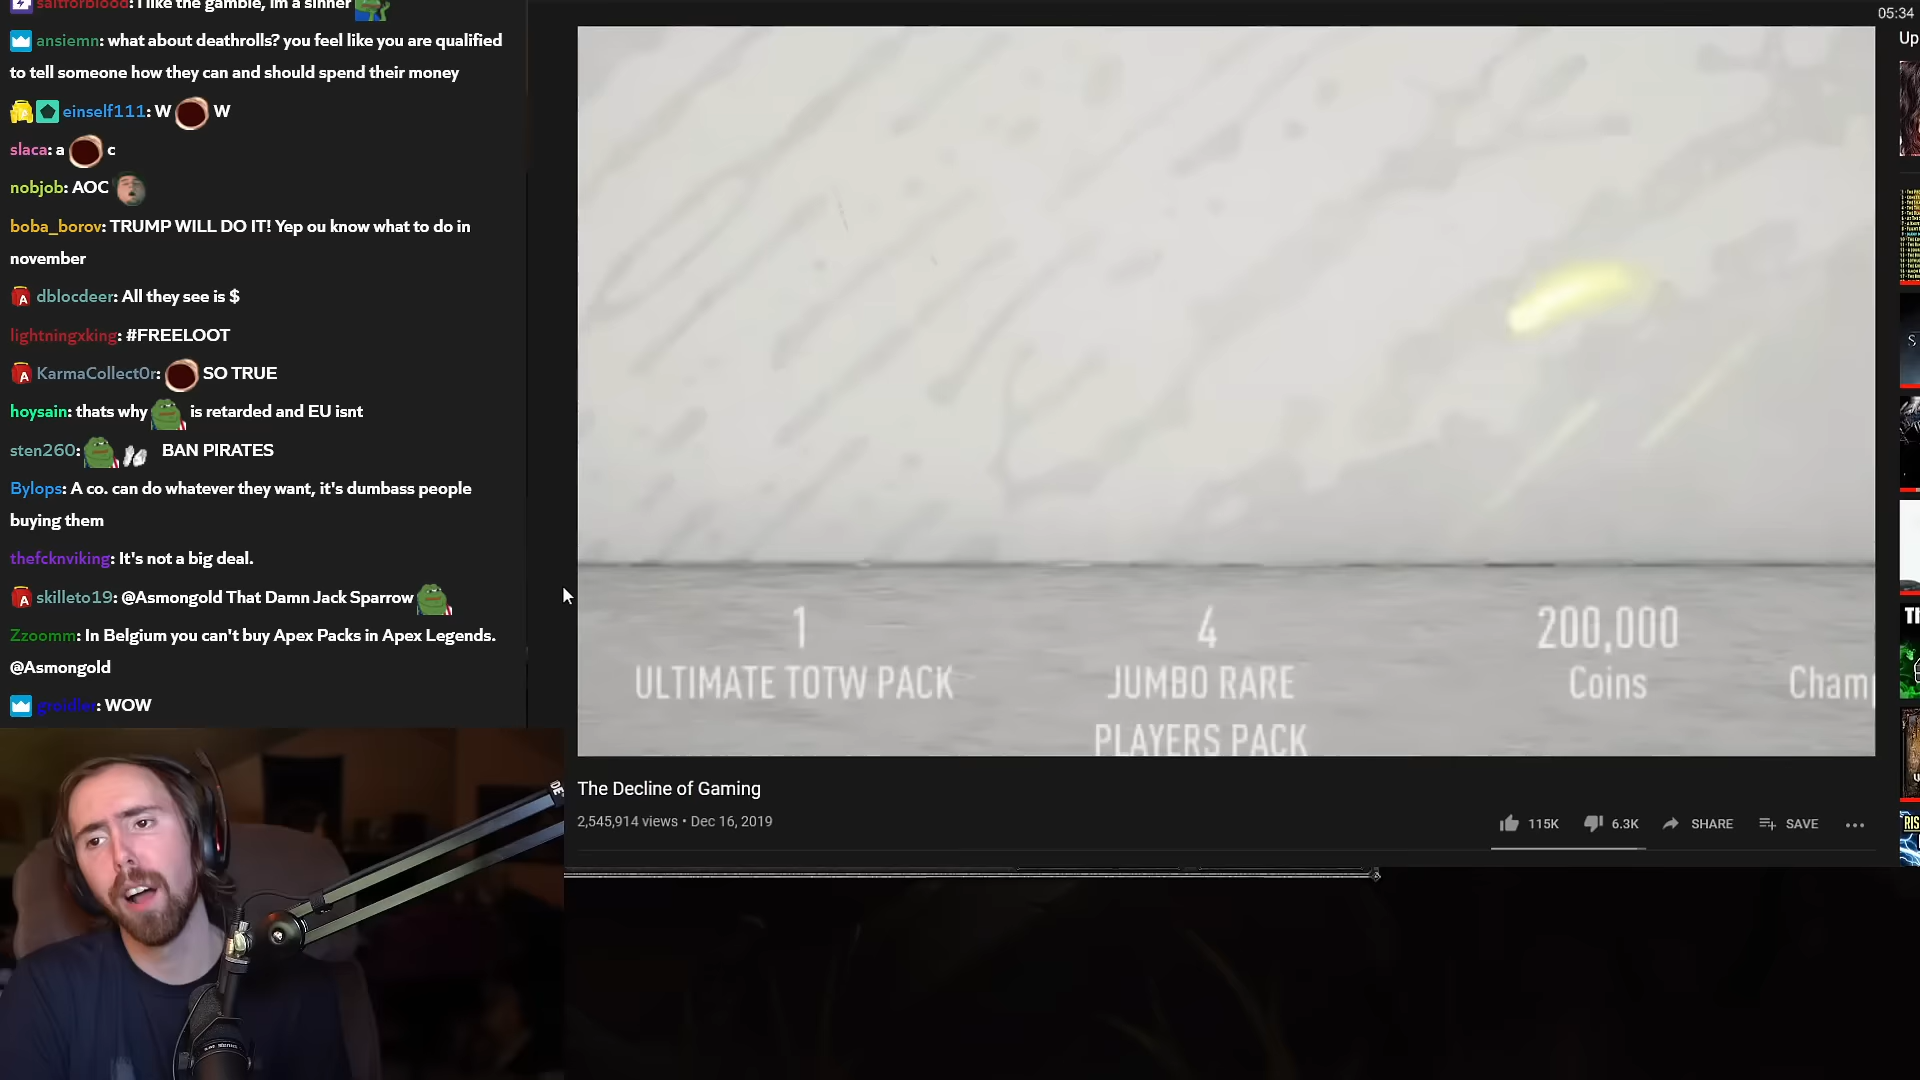 saltforblood: I like the gamble, im a sinner
ansiemn: what about deathrolls? you feel like you are qualified
to tell someone how they can and should spend their money
einself111: W W
slaca: a c
nobjob: AOC
boba_borov: TRUMP WILL DO IT! Yep ou know what to do in
november
dblocdeer: All they see is $
lightningxking: #FREELOOT
KarmaCollect0r: SO TRUE
hoysain: thats why is retarded and EU isnt
sten260: BAN PIRATES
Bylops: A co. can do whatever they want, it's dumbass people
buying them
thefcknviking: It's not a big deal.
skilleto19: @Asmongold That Damn Jack Sparrow
Zzoomm: In Belgium you can't buy Apex Packs in Apex Legends.
@Asmongold
groidler: WOW
05:34
Up
1
ULTIMATE TOTW PACK
4
JUMBO RARE
PLAYERS PACK
200,000
Coins
Champ
The Decline of Gaming
2,545,914 views • Dec 16, 2019
115K 6.3K SHARE SAVE